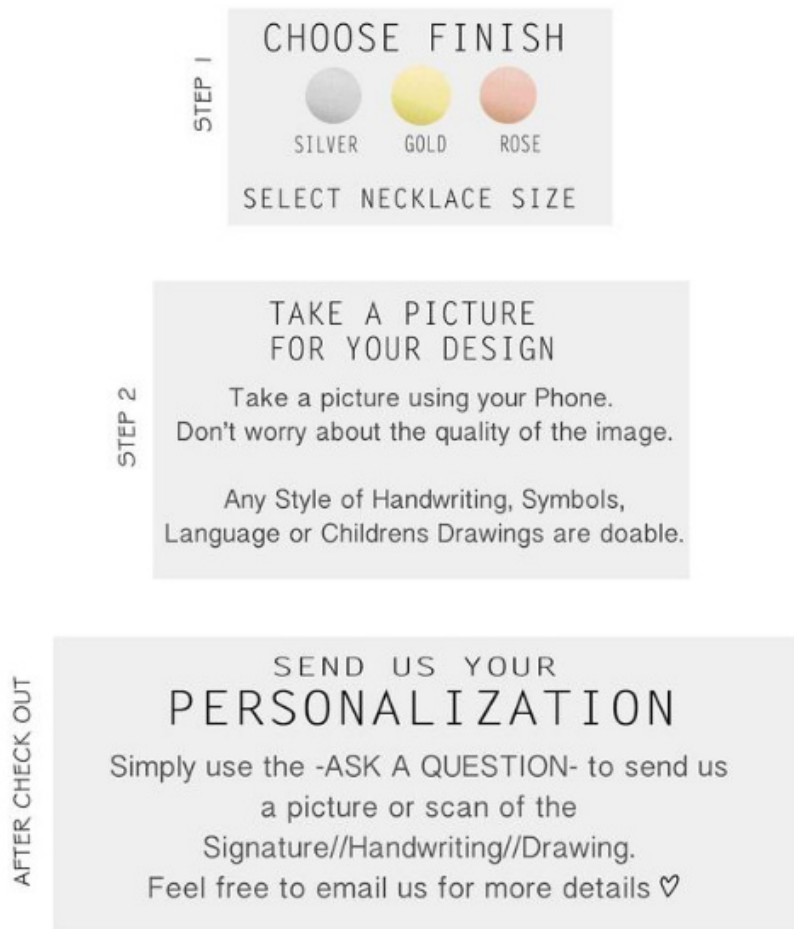 STEP 1
CHOOSE FINISH
SILVER GOLD ROSE
SELECT NECKLACE SIZE
STEP 2
TAKE A PICTURE
FOR YOUR DESIGN
Take a picture using your Phone.
Don't worry about the quality of the image.
Any Style of Handwriting, Symbols,
Language or Childrens Drawings are doable.
AFTER CHECK OUT
SEND US YOUR
PERSONALIZATION
Simply use the -ASK A QUESTION- to send us
a picture or scan of the
Signature//Handwriting//Drawing.
Feel free to email us for more details ♡